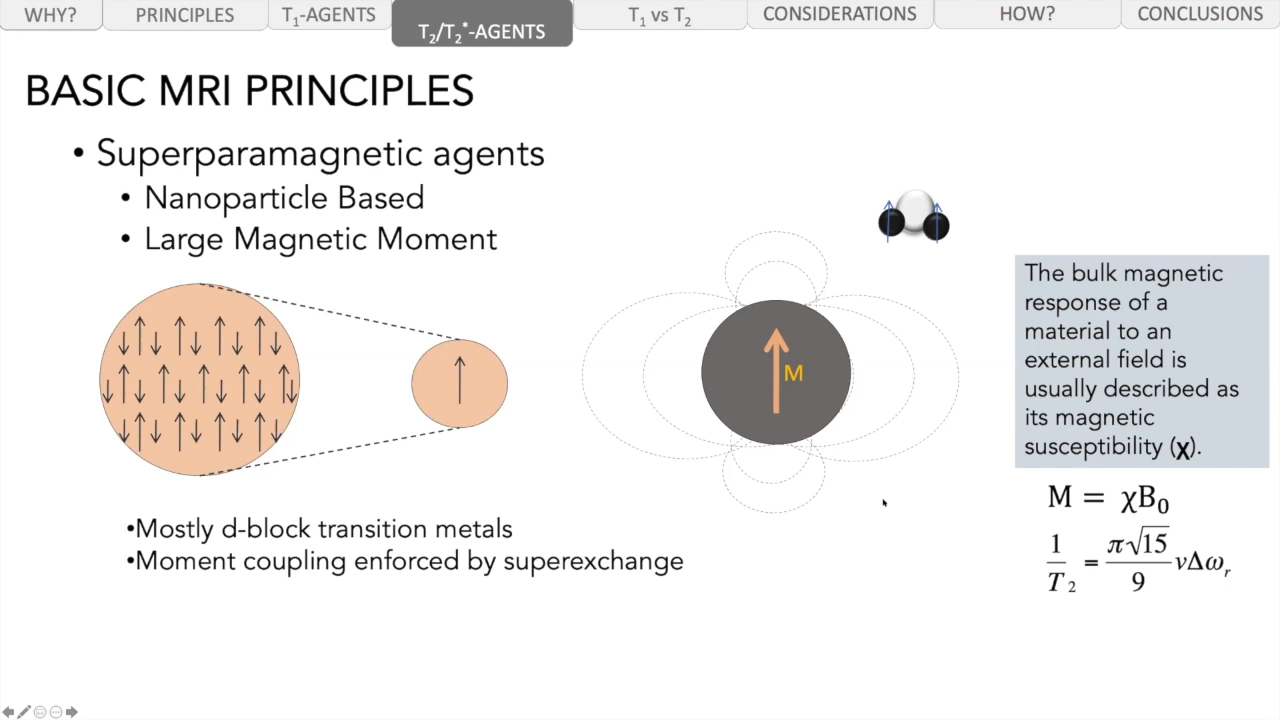 WHY?
PRINCIPLES
T₁-AGENTS
T₂/T₂*-AGENTS
T₁ vs T₂
CONSIDERATIONS
HOW?
CONCLUSIONS
BASIC MRI PRINCIPLES
• Superparamagnetic agents
• Nanoparticle Based
• Large Magnetic Moment
M
The bulk magnetic
response of a
material to an
external field is
usually described as
its magnetic
susceptibility (χ).
M = χB₀
1/T₂ = π√15/9 νΔωᵣ
•Mostly d-block transition metals
•Moment coupling enforced by superexchange